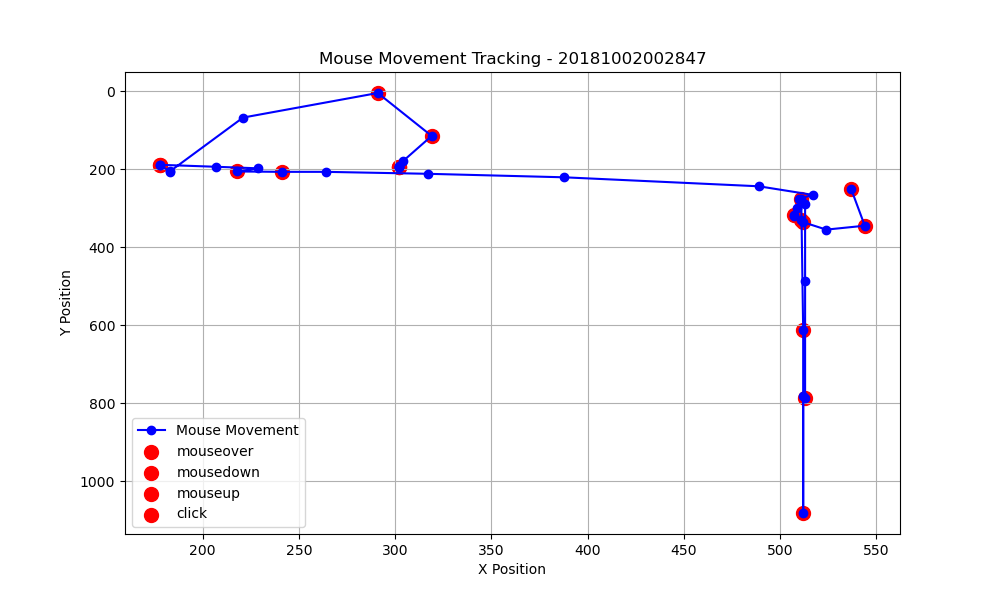 Mouse Movement Tracking - 20181002002847
0
200
400
600
800
1000
Y Position
Mouse Movement
mouseover
mousedown
mouseup
click
200 250 300 350 400 450 500 550
X Position